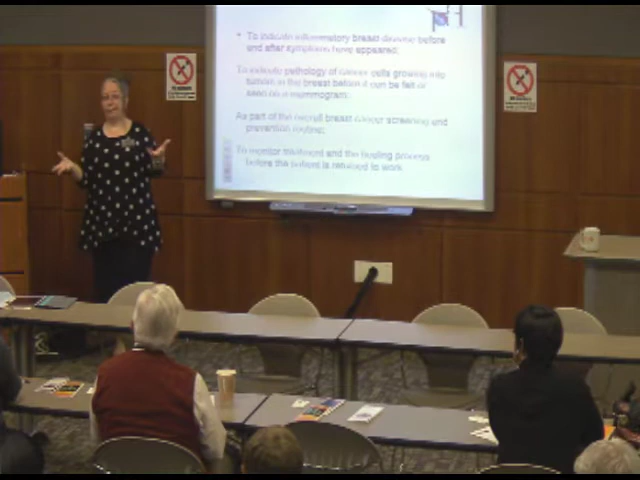 pH
• To indicate inflammatory breast disease before
and after symptoms have appeared.
To indicate pathology of cancer cells growing into
tumor, in the breast before it can be felt or
seen on a mammogram.
As part of the overall breast cancer screening and
prevention routine.
To monitor treatment and the healing process
before the patient is returned to work.